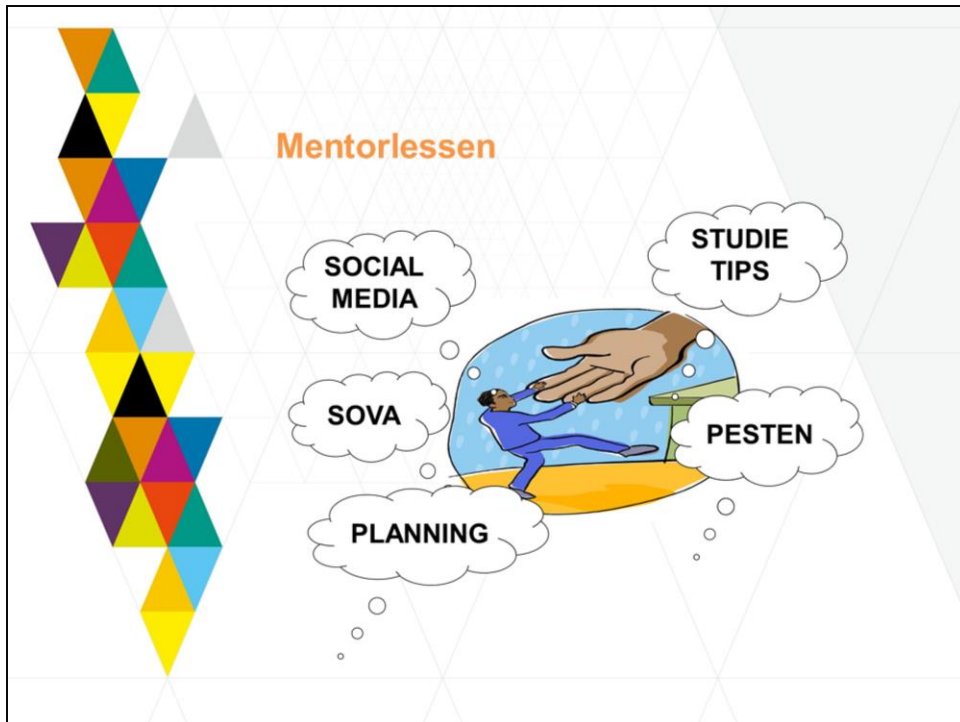 Mentorlessen
SOCIAL
MEDIA
STUDIE
TIPS
SOVA
PESTEN
PLANNING